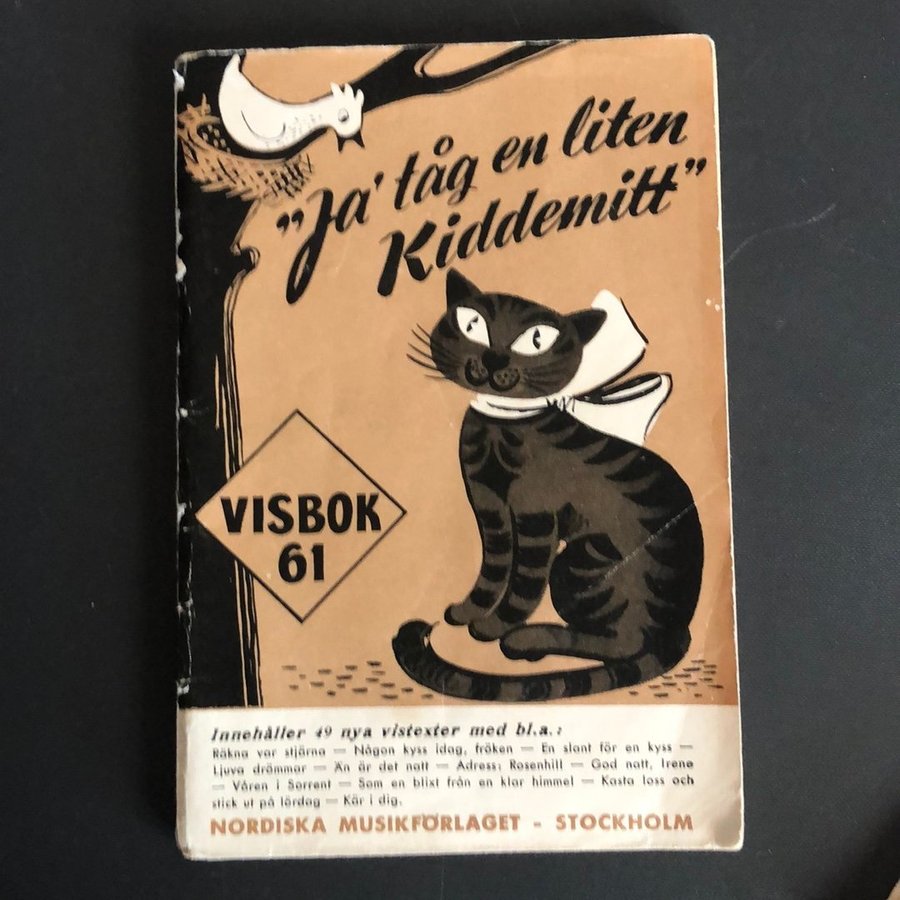 "Ja' tåg en liten
Kiddemitt"
VISBOK
61
Innehåller 49 nya vistexter med bl.a.:
Räkna var stjärna — Någon kyss idag, fröken — En slant för en kyss —
Ljuva drömmar — Än är det natt — Adress: Rosenhill — God natt, Irene
— Våren i Sorrent — Som en blixt från en klar himmel — Kasta loss och
stick ut på lördag — Kär i dig.
NORDISKA MUSIKFÖRLAGET - STOCKHOLM